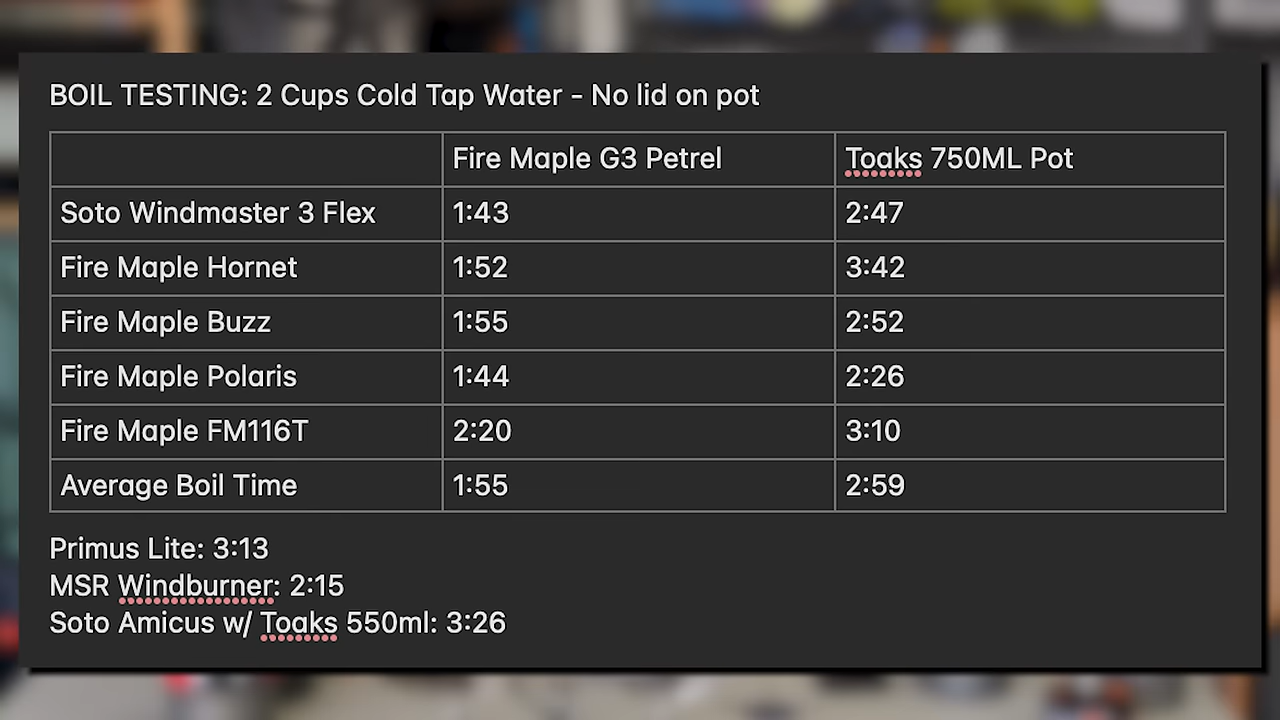 BOIL TESTING: 2 Cups Cold Tap Water - No lid on pot
Fire Maple G3 Petrel Toaks 750ML Pot
Soto Windmaster 3 Flex 1:43 2:47
Fire Maple Hornet 1:52 3:42
Fire Maple Buzz 1:55 2:52
Fire Maple Polaris 1:44 2:26
Fire Maple FM116T 2:20 3:10
Average Boil Time 1:55 2:59
Primus Lite: 3:13
MSR Windburner: 2:15
Soto Amicus w/ Toaks 550ml: 3:26